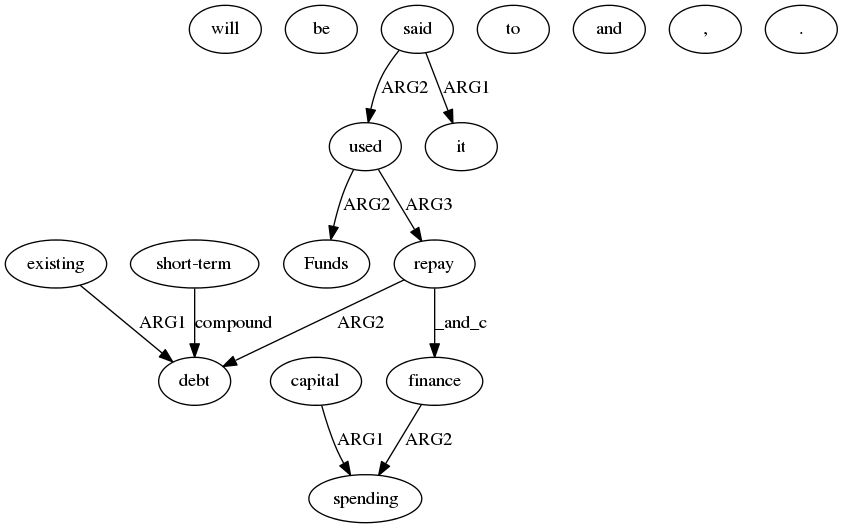 will be said to and , .
ARG2 ARG1
used it
ARG2 ARG3
existing short-term Funds repay
ARG1 compound ARG2 _and_c
debt capital finance
ARG1 ARG2
spending